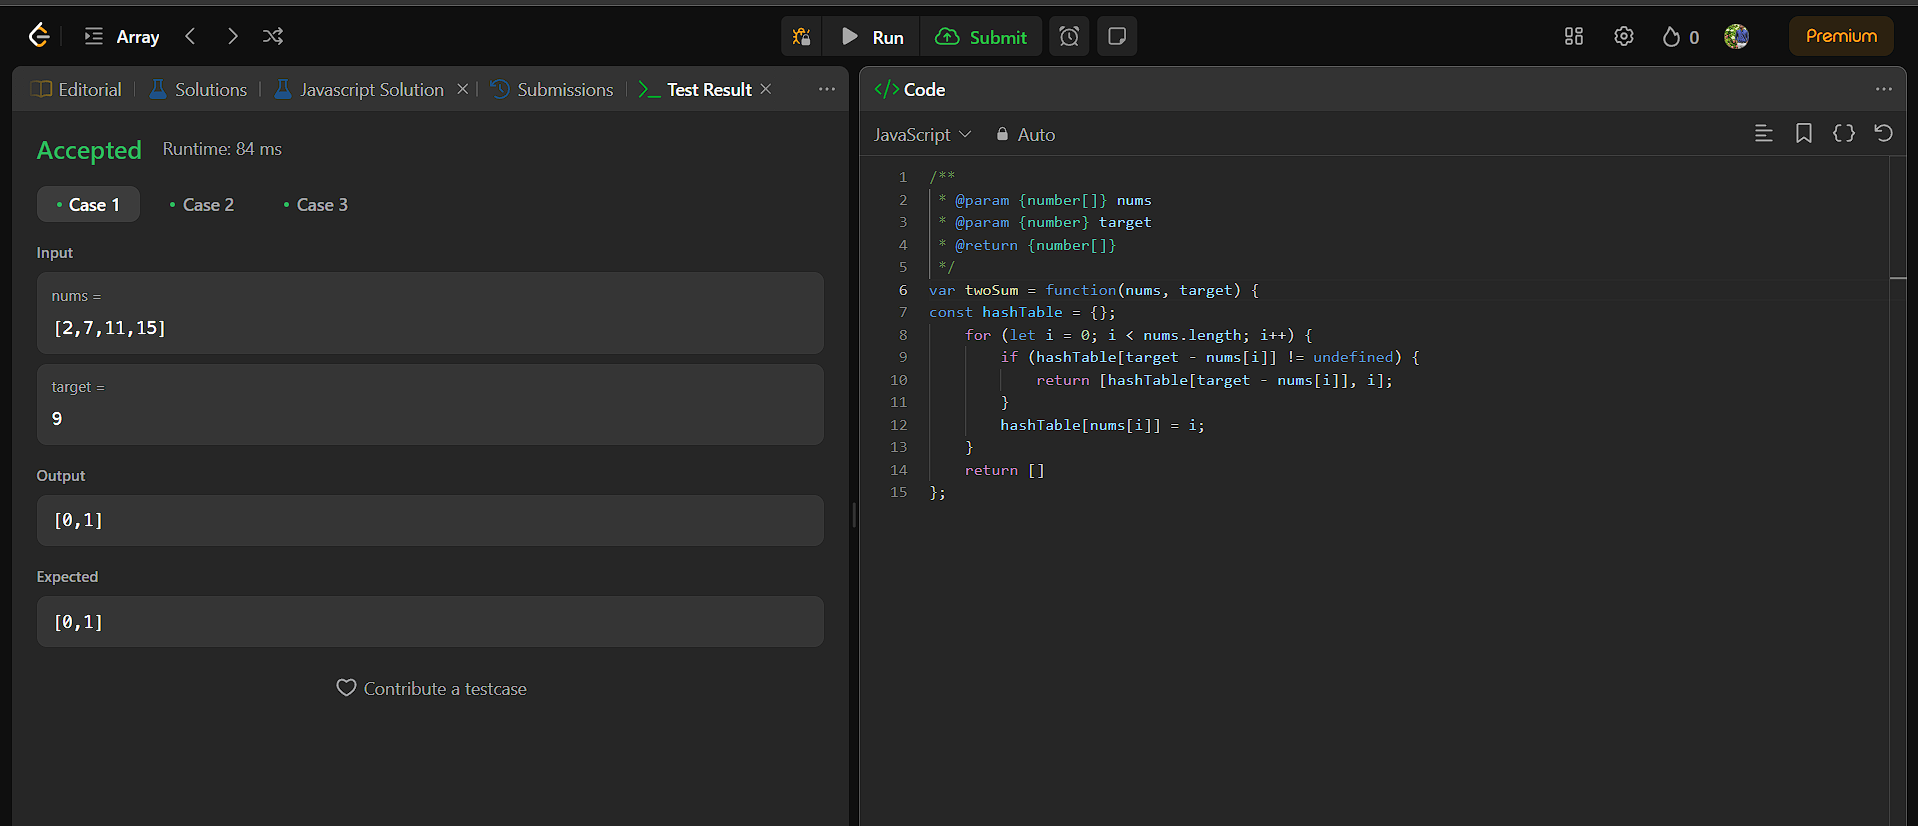 Array
Run
Submit
0
Premium
Editorial
Solutions
Javascript Solution
Submissions
Test Result
Accepted
Runtime: 84 ms
Case 1
Case 2
Case 3
Input
nums =
[2,7,11,15]
target =
9
Output
[0,1]
Expected
[0,1]
Contribute a testcase
</> Code
JavaScript
Auto
1 /**
2 * @param {number[]} nums
3 * @param {number} target
4 * @return {number[]}
5 */
6 var twoSum = function(nums, target) {
7 const hashTable = {};
8 for (let i = 0; i < nums.length; i++) {
9 if (hashTable[target - nums[i]] != undefined) {
10 return [hashTable[target - nums[i]], i];
11 }
12 hashTable[nums[i]] = i;
13 }
14 return []
15 };